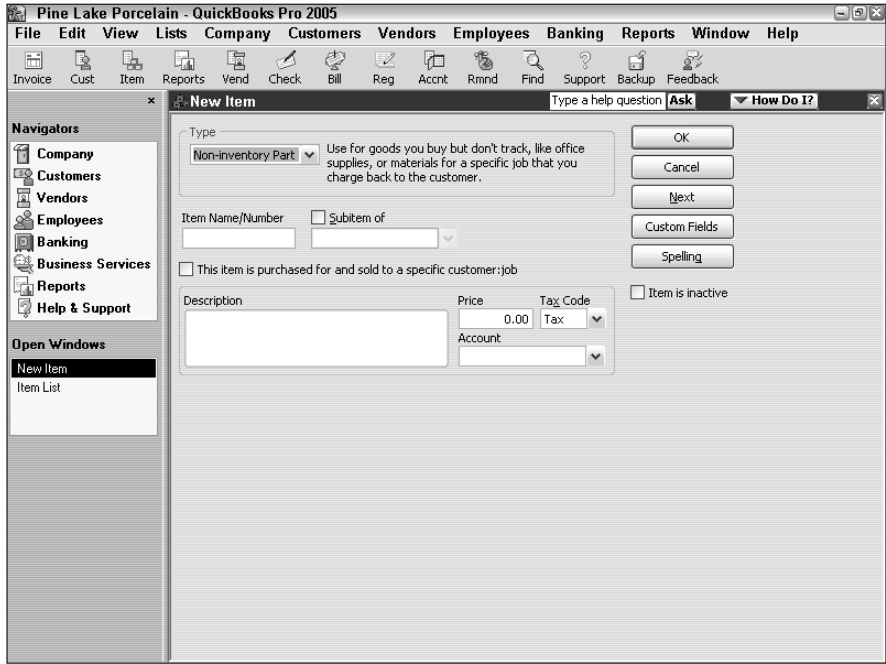 Pine Lake Porcelain - QuickBooks Pro 2005
File Edit View Lists Company Customers Vendors Employees Banking Reports Window Help
Invoice Cust Item Reports Vend Check Bill Reg Accnt Rmnd Find Support Backup Feedback
New Item Type a help question Ask How Do I?
Navigators
Company
Customers
Vendors
Employees
Banking
Business Services
Reports
Help & Support
Open Windows
New Item
Item List
Type
Non-inventory Part
Use for goods you buy but don't track, like office
supplies, or materials for a specific job that you
charge back to the customer.
Item Name/Number Subitem of
This item is purchased for and sold to a specific customer:job
Description Price Tax Code
0.00 Tax
Account
OK
Cancel
Next
Custom Fields
Spelling
Item is inactive